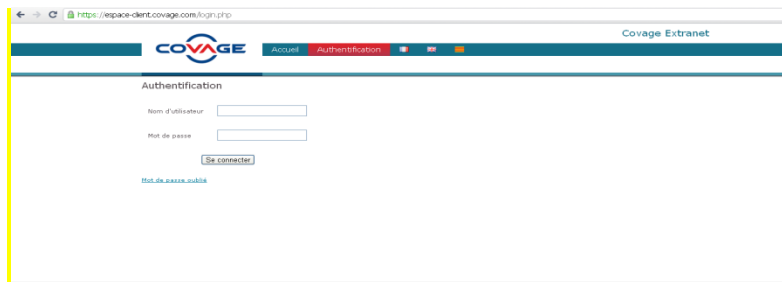 https://espace-client.covage.com/login.php
Covage Extranet
COVAGE
Accueil
Authentification
Authentification
Nom d'utilisateur
Mot de passe
Se connecter
Mot de passe oublié